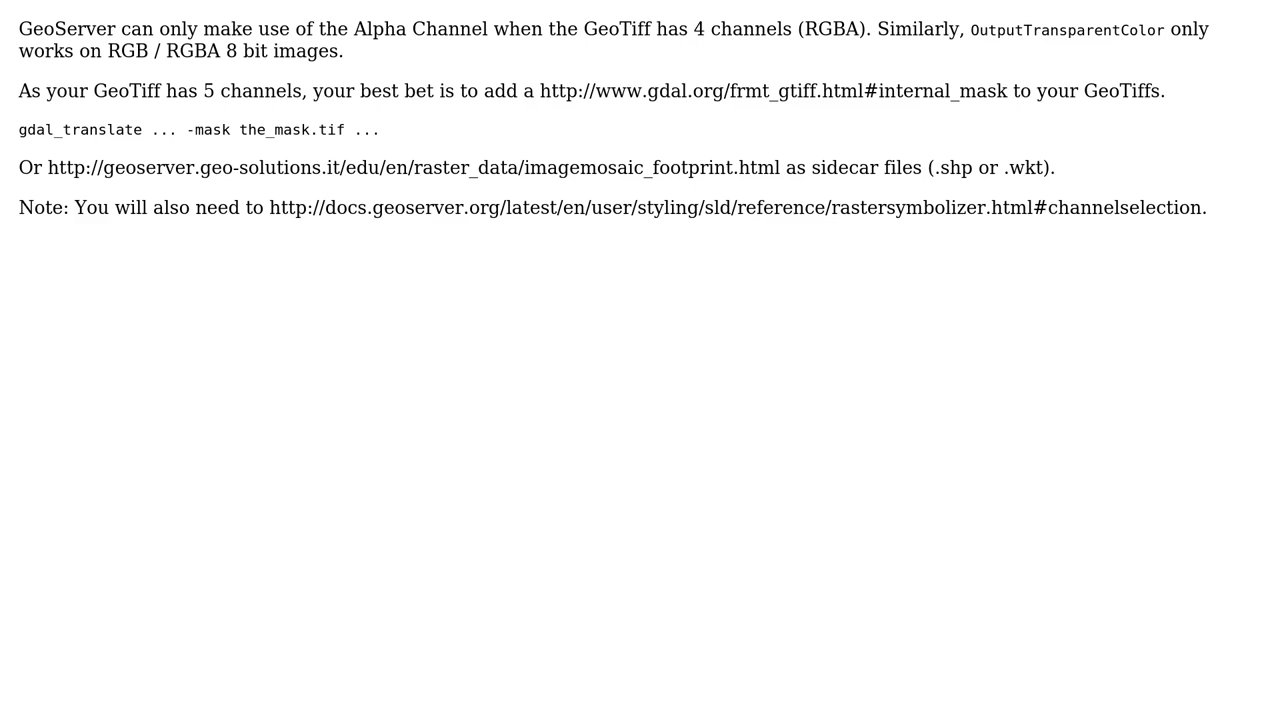 GeoServer can only make use of the Alpha Channel when the GeoTiff has 4 channels (RGBA). Similarly, OutputTransparentColor only
works on RGB / RGBA 8 bit images.
As your GeoTiff has 5 channels, your best bet is to add a http://www.gdal.org/frmt_gtiff.html#internal_mask to your GeoTiffs.
gdal_translate ... -mask the_mask.tif ...
Or http://geoserver.geo-solutions.it/edu/en/raster_data/imagemosaic_footprint.html as sidecar files (.shp or .wkt).
Note: You will also need to http://docs.geoserver.org/latest/en/user/styling/sld/reference/rastersymbolizer.html#channelselection.